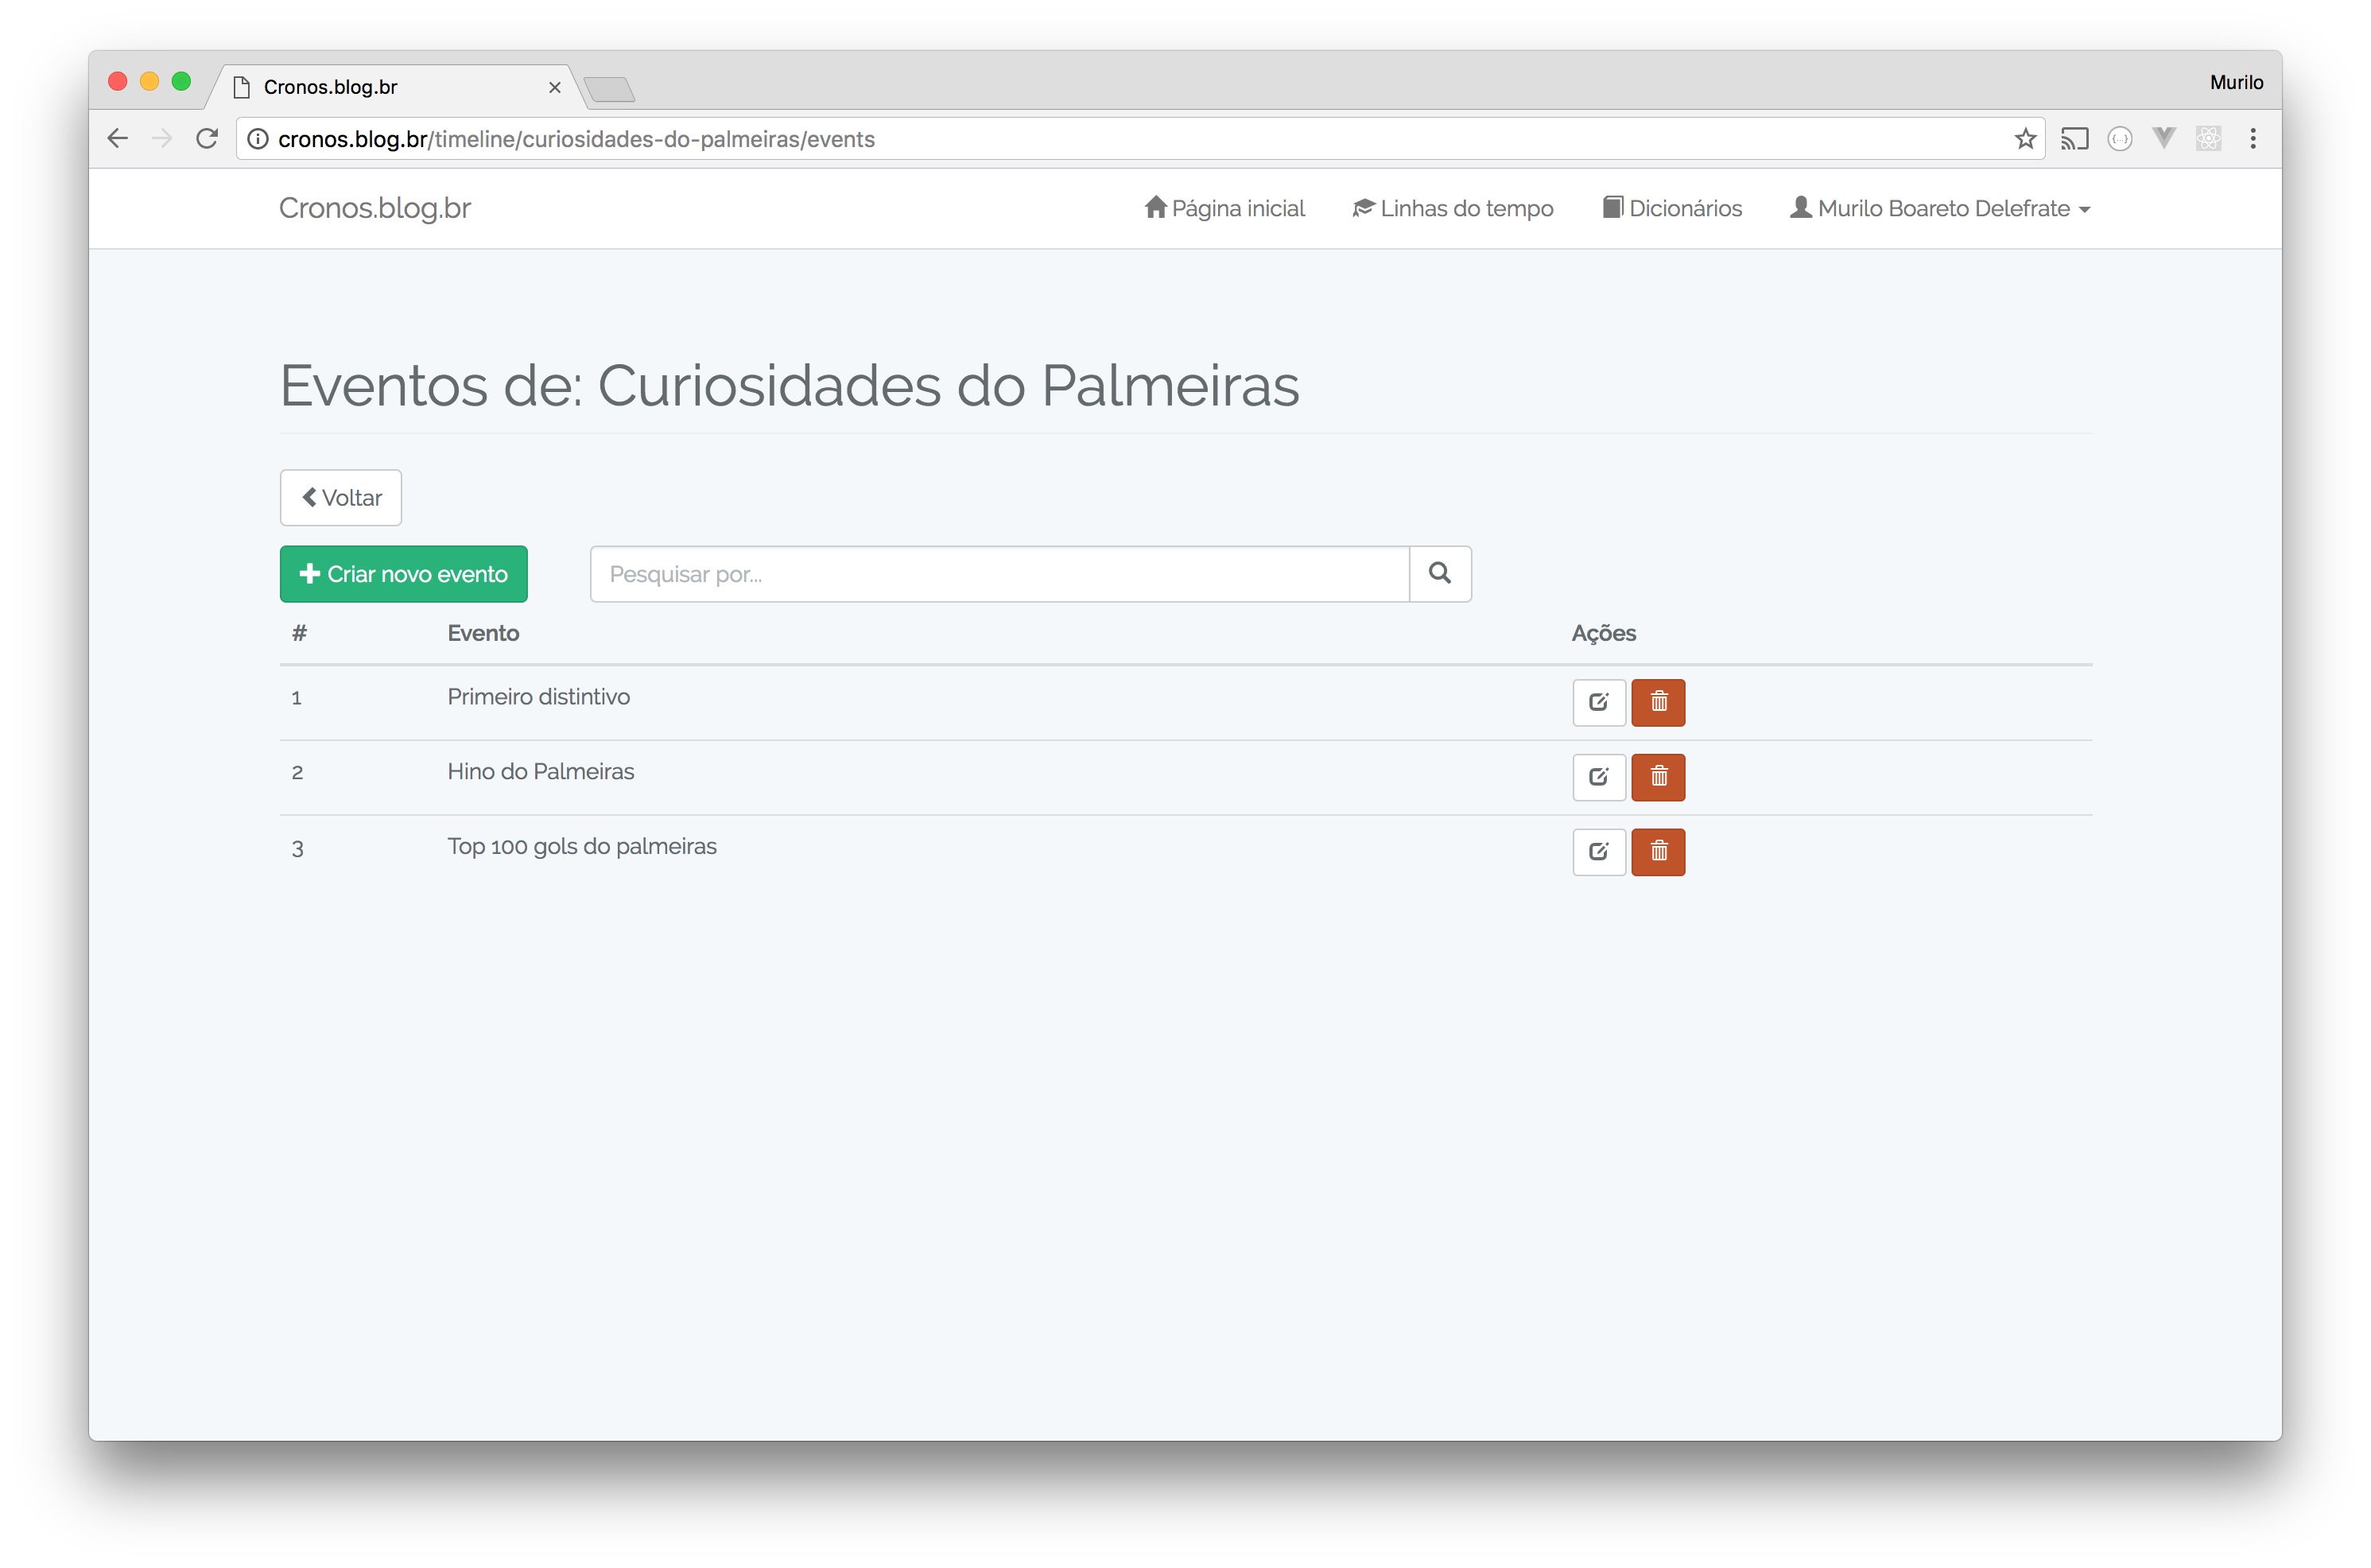 Cronos.blog.br
Murilo
cronos.blog.br/timeline/curiosidades-do-palmeiras/events
Cronos.blog.br Página inicial Linhas do tempo Dicionários Murilo Boareto Delefrate
Eventos de: Curiosidades do Palmeiras
Voltar
Criar novo evento Pesquisar por...
# Evento Ações
1 Primeiro distintivo
2 Hino do Palmeiras
3 Top 100 gols do palmeiras